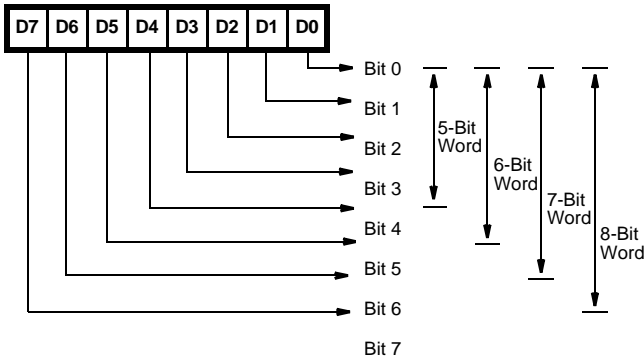 D7 D6 D5 D4 D3 D2 D1 D0
Bit 0
Bit 1
Bit 2
Bit 3
Bit 4
Bit 5
Bit 6
Bit 7
5-Bit
Word
6-Bit
Word
7-Bit
Word
8-Bit
Word